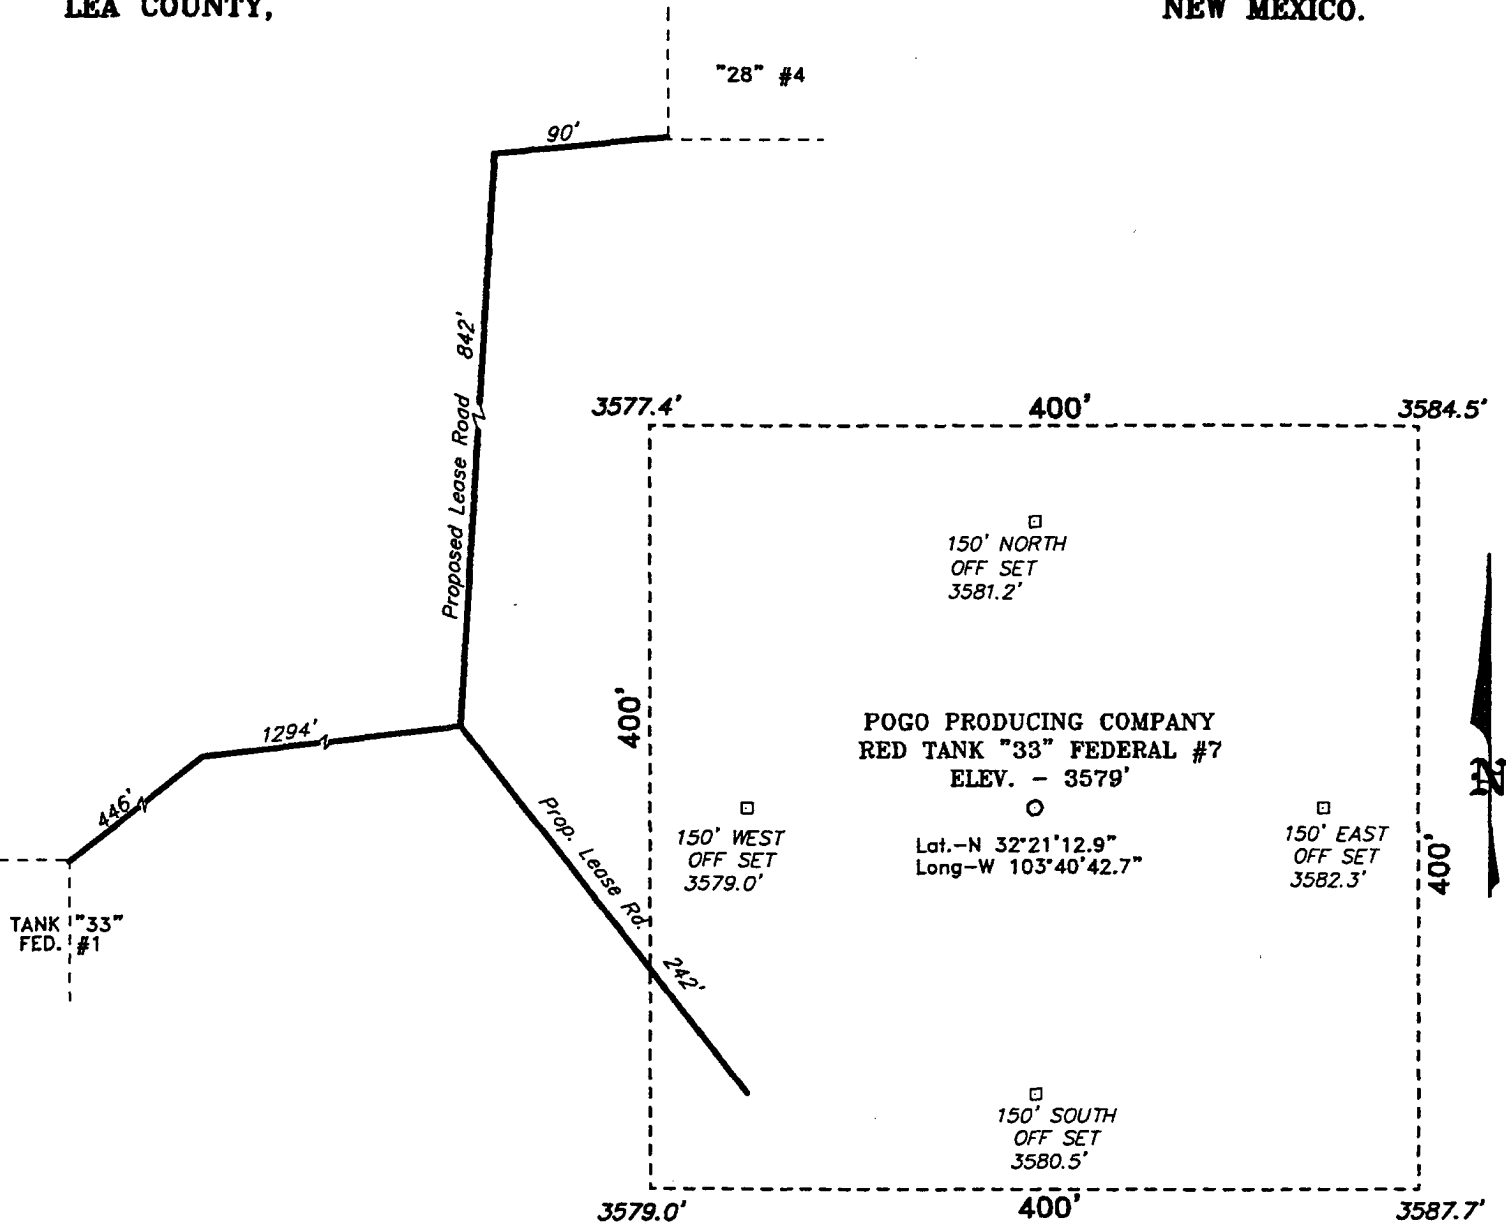 LEA COUNTY,
NEW MEXICO.
"28" #4
90'
Proposed Lease Road 842'
3577.4'
400'
3584.5'
150' NORTH
OFF SET
3581.2'
400'
POGO PRODUCING COMPANY
RED TANK "33" FEDERAL #7
ELEV. - 3579'
Lat.-N 32°21'12.9"
Long-W 103°40'42.7"
N
1294'
446'
Prop. Lease Rd.
242'
150' WEST
OFF SET
3579.0'
150' EAST
OFF SET
3582.3'
400'
TANK "33"
FED. #1
150' SOUTH
OFF SET
3580.5'
3579.0'
400'
3587.7'